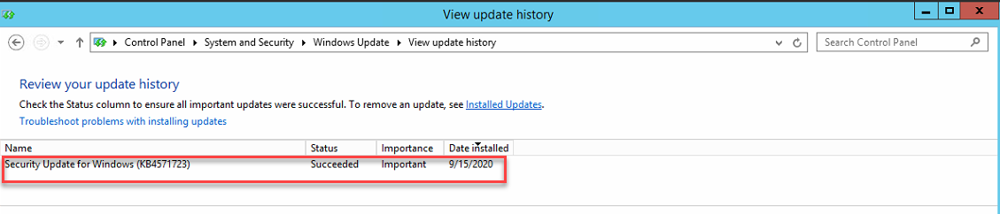 View update history
Control Panel System and Security Windows Update View update history Search Control Panel
Review your update history
Check the Status column to ensure all important updates were successful. To remove an update, see Installed Updates.
Troubleshoot problems with installing updates
Name Status Importance Date installed
Security Update for Windows (KB4571723) Succeeded Important 9/15/2020